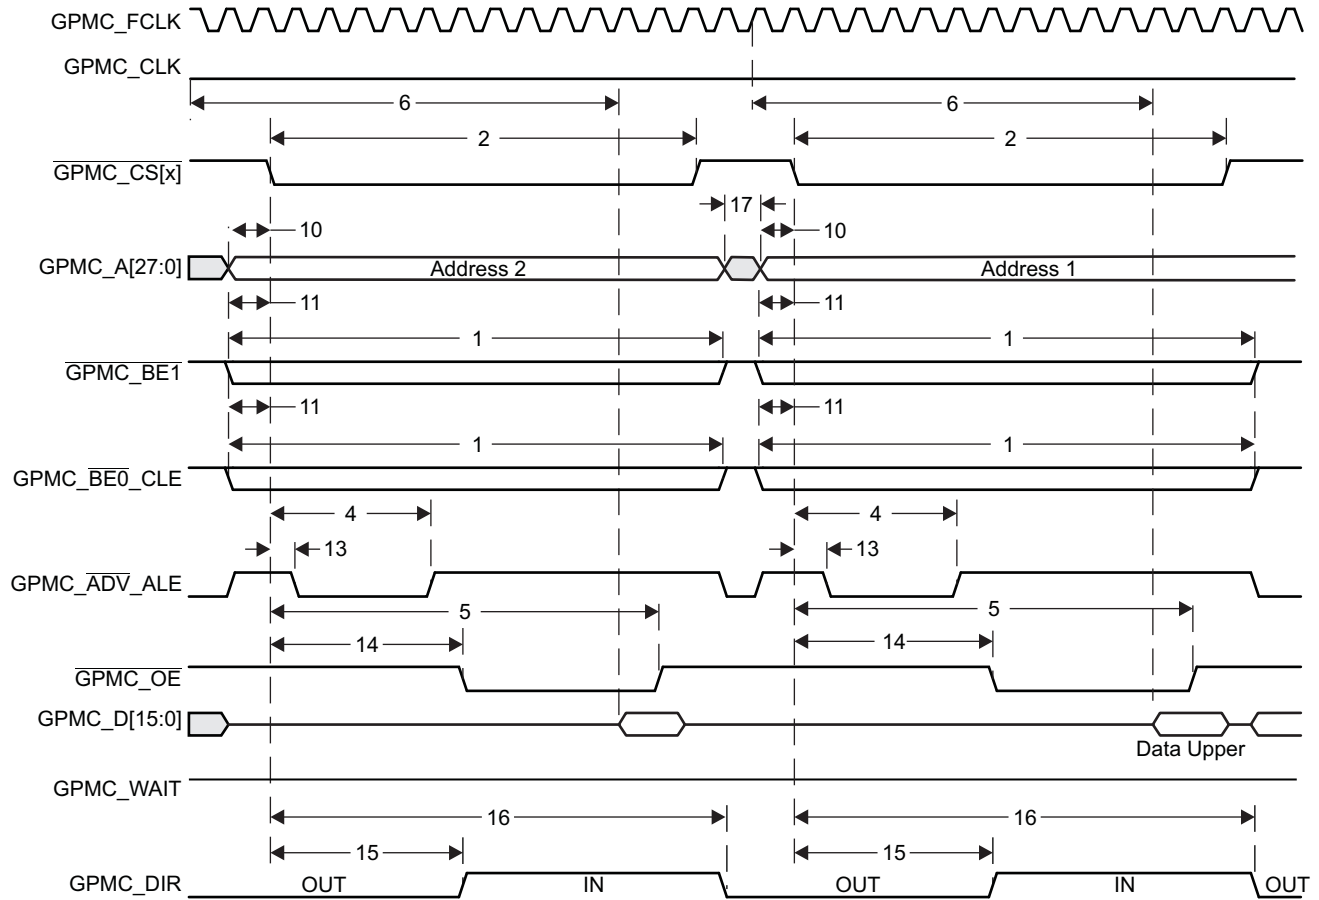 GPMC_FCLK
GPMC_CLK
6 6
2 2
GPMC_CS[x]
17
10 10
GPMC_A[27:0] Address 2 Address 1
11 11
1 1
GPMC_BE1
11 11
1 1
GPMC_BE0_CLE
4 4
13 13
GPMC_ADV_ALE
5 5
14 14
GPMC_OE
GPMC_D[15:0]
Data Upper
GPMC_WAIT
16 16
15 15
GPMC_DIR OUT IN OUT IN OUT